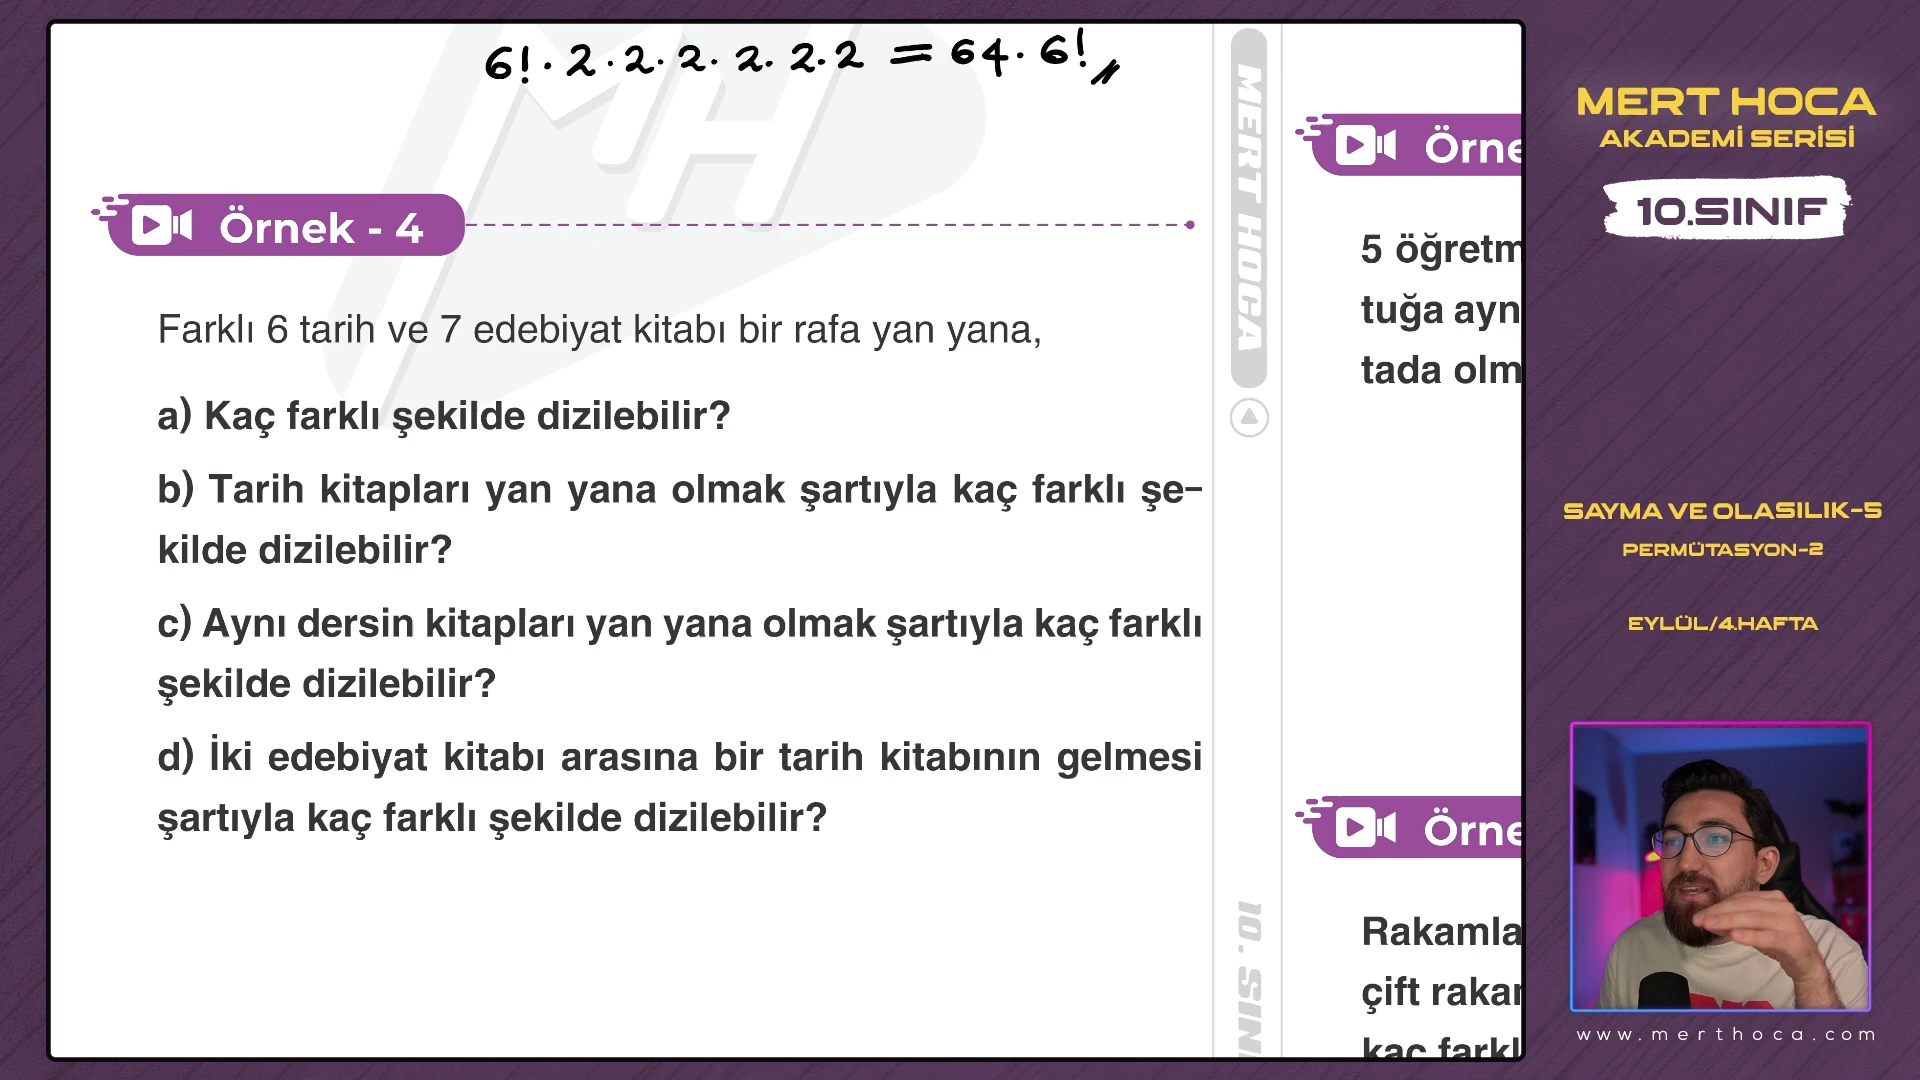 6! · 2 · 2 · 2 · 2 · 2 · 2 = 64 · 6!
MH
Örnek - 4
Farklı 6 tarih ve 7 edebiyat kitabı bir rafa yan yana,
a) Kaç farklı şekilde dizilebilir?
b) Tarih kitapları yan yana olmak şartıyla kaç farklı şe-
kilde dizilebilir?
c) Aynı dersin kitapları yan yana olmak şartıyla kaç farklı
şekilde dizilebilir?
d) İki edebiyat kitabı arasına bir tarih kitabının gelmesi
şartıyla kaç farklı şekilde dizilebilir?
MERT HOCA
10. SIN
Örne
5 öğretm
tuğa ayn
tada olm
Örne
Rakamla
çift rakar
kaç farkl
MERT HOCA
AKADEMİ SERİSİ
10.SINIF
SAYMA VE OLASILIK-5
PERMÜTASYON-2
EYLÜL/4.HAFTA
www.merthoca.com